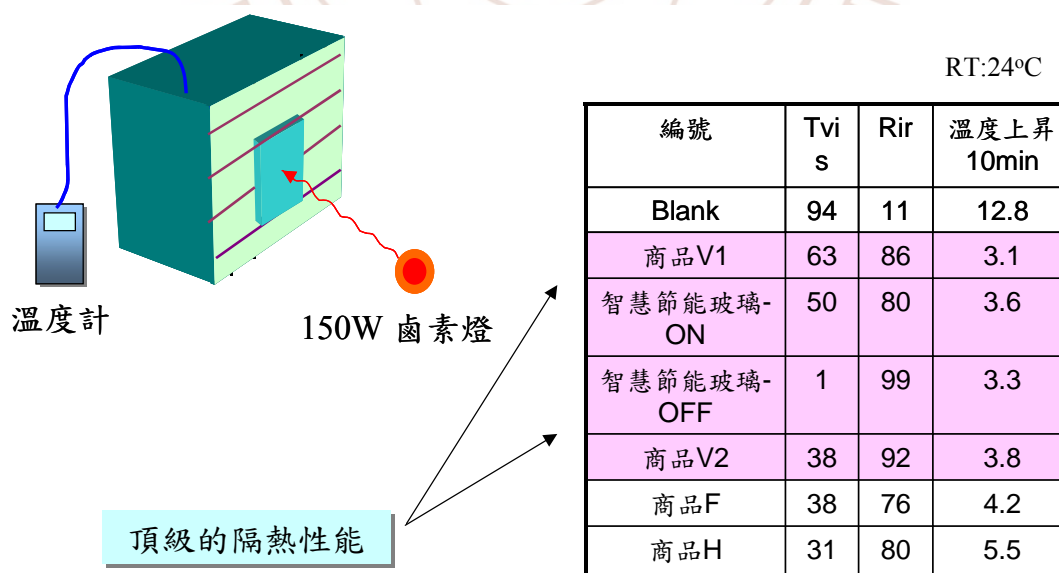 RT:24°C
編號 Tvi s Rir 溫度上昇 10min
Blank 94 11 12.8
商品V1 63 86 3.1
智慧節能玻璃-ON 50 80 3.6
智慧節能玻璃-OFF 1 99 3.3
商品V2 38 92 3.8
商品F 38 76 4.2
商品H 31 80 5.5
溫度計
150W 鹵素燈
頂級的隔熱性能